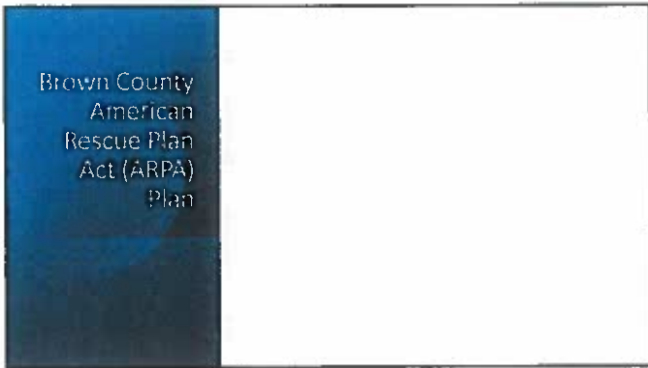 Brown County
American
Rescue Plan
Act (ARPA)
Plan